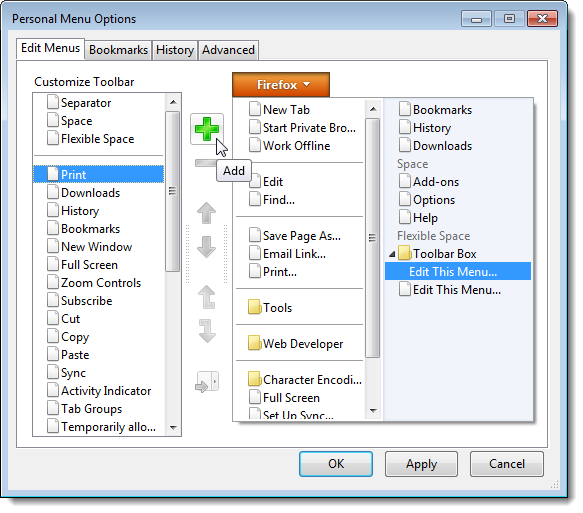 Personal Menu Options
Edit Menus
Bookmarks
History
Advanced
Customize Toolbar
Separator
Space
Flexible Space
Print
Downloads
History
Bookmarks
New Window
Full Screen
Zoom Controls
Subscribe
Cut
Copy
Paste
Sync
Activity Indicator
Tab Groups
Temporarily allo...
Add
Firefox
New Tab
Start Private Bro...
Work Offline
Edit
Find...
Save Page As...
Email Link...
Print...
Tools
Web Developer
Character Encodi...
Full Screen
Set Up Sync...
Bookmarks
History
Downloads
Space
Add-ons
Options
Help
Flexible Space
Toolbar Box
Edit This Menu...
Edit This Menu...
OK
Apply
Cancel